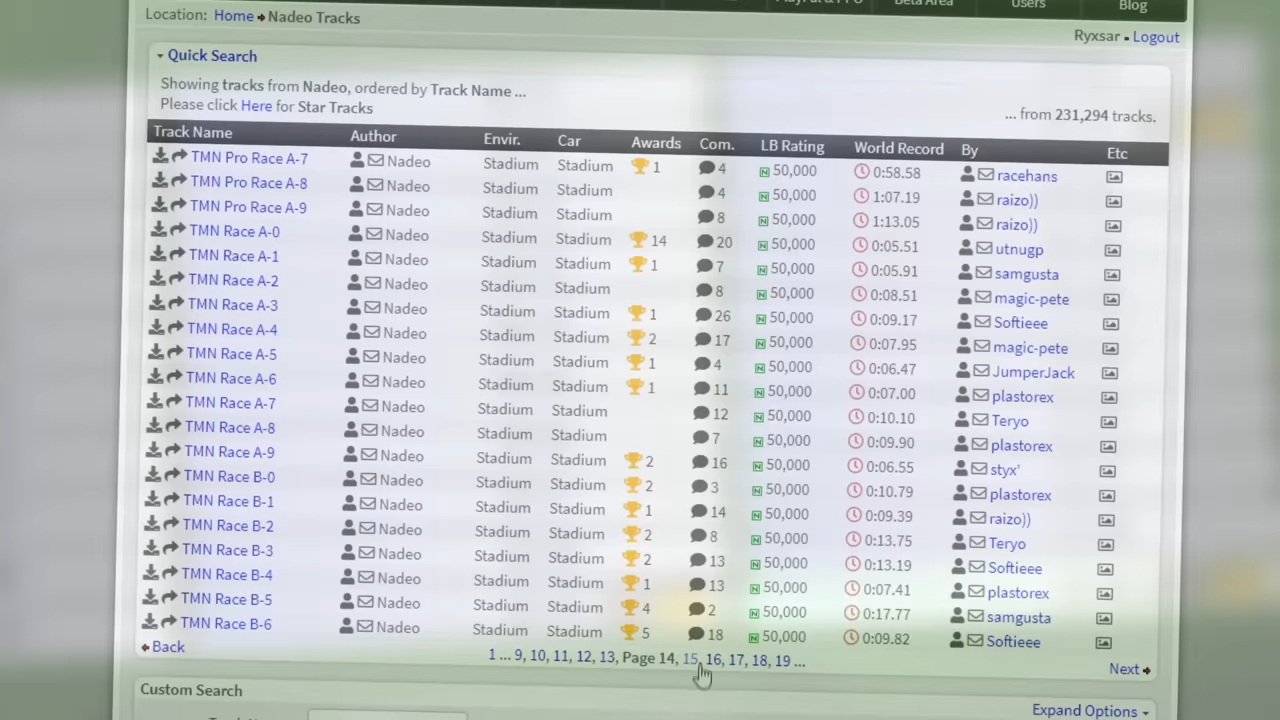 Beta Area Users Blog
Location: Home Nadeo Tracks
Ryxsar - Logout
Quick Search
Showing tracks from Nadeo, ordered by Track Name ...
Please click Here for Star Tracks
... from 231,294 tracks.
Track Name Author Envir. Car Awards Com. LB Rating World Record By Etc
TMN Pro Race A-7 Nadeo Stadium Stadium 1 4 50,000 0:58.58 racehans
TMN Pro Race A-8 Nadeo Stadium Stadium 4 50,000 1:07.19 raizo))
TMN Pro Race A-9 Nadeo Stadium Stadium 8 50,000 1:13.05 raizo))
TMN Race A-0 Nadeo Stadium Stadium 14 20 50,000 0:05.51 utnugp
TMN Race A-1 Nadeo Stadium Stadium 1 7 50,000 0:05.91 samgusta
TMN Race A-2 Nadeo Stadium Stadium 8 50,000 0:08.51 magic-pete
TMN Race A-3 Nadeo Stadium Stadium 1 26 50,000 0:09.17 Softieee
TMN Race A-4 Nadeo Stadium Stadium 2 17 50,000 0:07.95 magic-pete
TMN Race A-5 Nadeo Stadium Stadium 1 4 50,000 0:06.47 JumperJack
TMN Race A-6 Nadeo Stadium Stadium 1 11 50,000 0:07.00 plastorex
TMN Race A-7 Nadeo Stadium Stadium 12 50,000 0:10.10 Teryo
TMN Race A-8 Nadeo Stadium Stadium 7 50,000 0:09.90 plastorex
TMN Race A-9 Nadeo Stadium Stadium 2 16 50,000 0:06.55 styx'
TMN Race B-0 Nadeo Stadium Stadium 2 3 50,000 0:10.79 plastorex
TMN Race B-1 Nadeo Stadium Stadium 1 14 50,000 0:09.39 raizo))
TMN Race B-2 Nadeo Stadium Stadium 2 8 50,000 0:13.75 Teryo
TMN Race B-3 Nadeo Stadium Stadium 2 13 50,000 0:13.19 Softieee
TMN Race B-4 Nadeo Stadium Stadium 1 13 50,000 0:07.41 plastorex
TMN Race B-5 Nadeo Stadium Stadium 4 2 50,000 0:17.77 samgusta
TMN Race B-6 Nadeo Stadium Stadium 5 18 50,000 0:09.82 Softieee
Back
1 ... 9, 10, 11, 12, 13, Page 14, 15, 16, 17, 18, 19 ...
Next
Custom Search
Expand Options